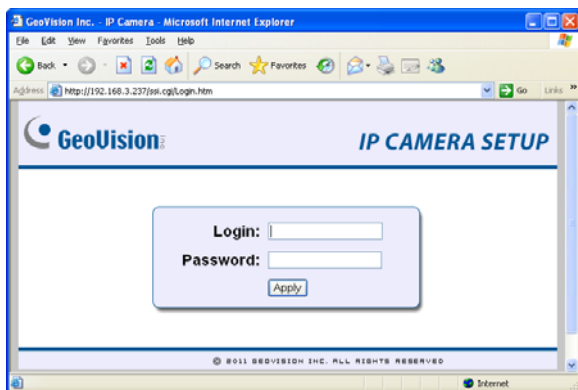 GeoVision Inc. - IP Camera - Microsoft Internet Explorer
File Edit View Favorites Tools Help
Back Search Favorites
Address http://192.168.3.237/ssi.cgi/Login.htm Go Links »
GeoVision Inc IP CAMERA SETUP
Login:
Password:
Apply
© 2011 GEOVISION INC. ALL RIGHTS RESERVED
Internet